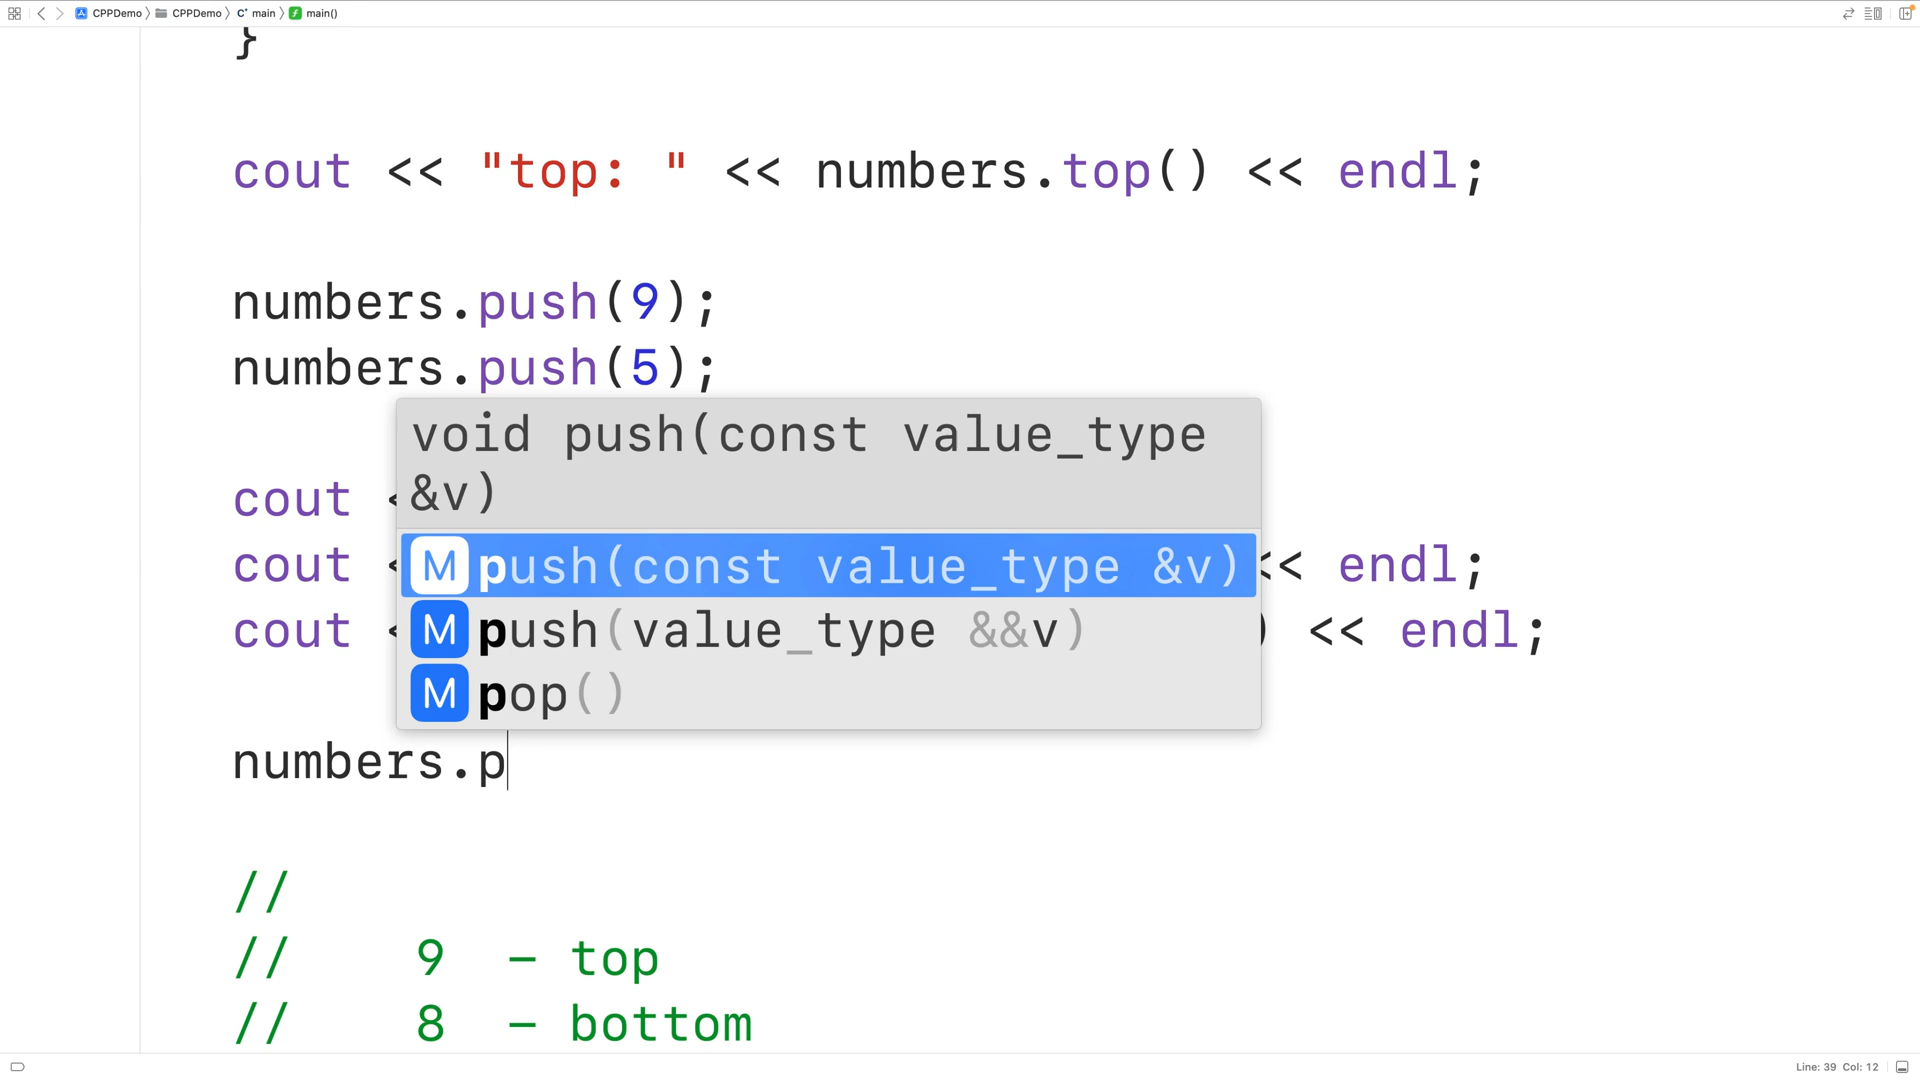 CPPDemo CPPDemo C+ main f main()
}
cout << "top: " << numbers.top() << endl;
numbers.push(9);
numbers.push(5);
void push(const value_type
&v)
cout <
cout < << endl;
cout < ) << endl;
M push(const value_type &v)
M push(value_type &&v)
M pop()
numbers.p
//
// 9 - top
// 8 - bottom
Line: 39 Col: 12